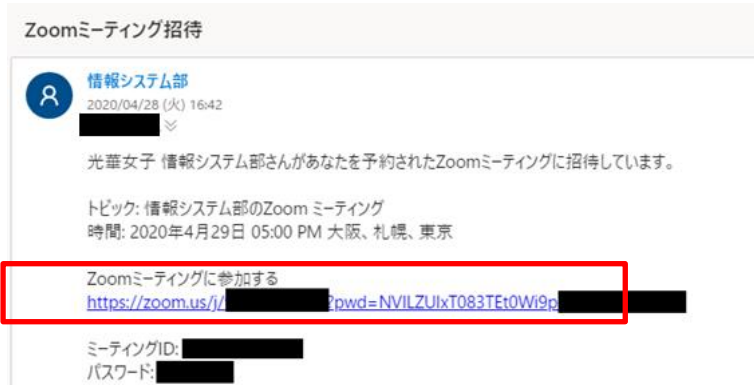 Zoomミーティング招待
情報システム部
2020/04/28 (火) 16:42
光華女子 情報システム部さんがあなたを予約されたZoomミーティングに招待しています。
トピック: 情報システム部のZoom ミーティング
時間: 2020年4月29日 05:00 PM 大阪、札幌、東京
Zoomミーティングに参加する
https://zoom.us/j/ ?pwd=NVlLZUIxT083TEt0Wi9p
ミーティングID:
パスワード: